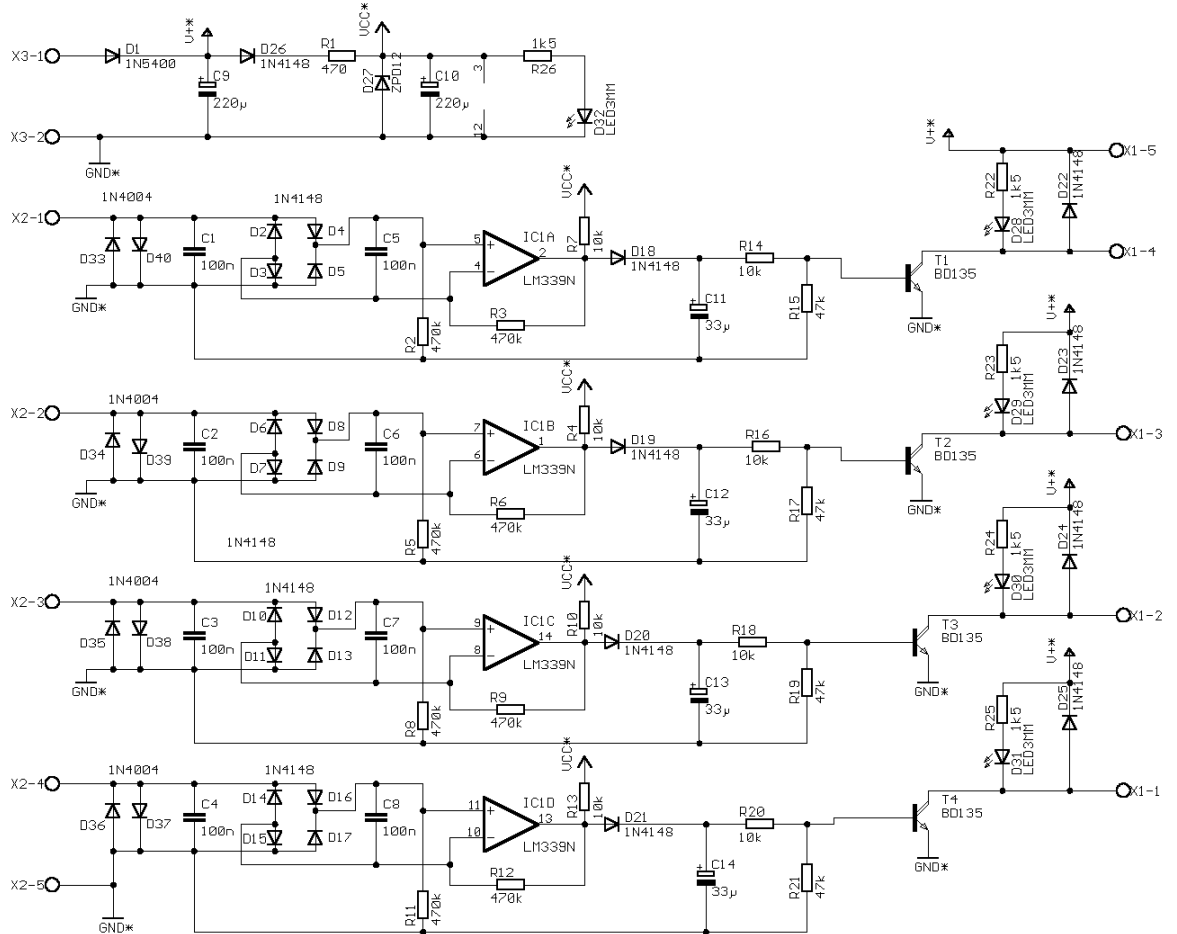 X3-1
D1
1N5400
V+*
C9
220µ
D26
1N4148
R1
470
VCC*
D27
ZPD12
C10
220µ
3
12
1k5
R26
D32
LED3MM
X3-2
GND*
V+*
X1-5
R22
1k5
D28
LED3MM
D22
1N4148
X1-4
1N4004
1N4148
X2-1
D33
D40
C1
100n
D2
D3
D4
D5
C5
100n
5
4
2
IC1A
LM339N
VCC*
R7
10k
R3
470k
R2
470k
D18
1N4148
C11
33µ
R14
10k
R15
47k
T1
BD135
GND*
GND*
V+*
R23
1k5
D29
LED3MM
D23
1N4148
X1-3
1N4004
X2-2
D34
D39
C2
100n
D6
D7
D8
D9
C6
100n
7
6
1
IC1B
LM339N
VCC*
R4
10k
R6
470k
R5
470k
D19
1N4148
C12
33µ
R16
10k
R17
47k
T2
BD135
GND*
GND*
1N4148
V+*
R24
1k5
D30
LED3MM
D24
1N4148
X1-2
1N4004
1N4148
X2-3
D35
D38
C3
100n
D10
D11
D12
D13
C7
100n
9
8
14
IC1C
LM339N
VCC*
R10
10k
R9
470k
R8
470k
D20
1N4148
C13
33µ
R18
10k
R19
47k
T3
BD135
GND*
GND*
V+*
R25
1k5
D31
LED3MM
D25
1N4148
X1-1
1N4004
1N4148
X2-4
D36
D37
C4
100n
D14
D15
D16
D17
C8
100n
11
10
13
IC1D
LM339N
VCC*
R13
10k
R12
470k
R11
470k
D21
1N4148
C14
33µ
R20
10k
R21
47k
T4
BD135
GND*
X2-5
GND*